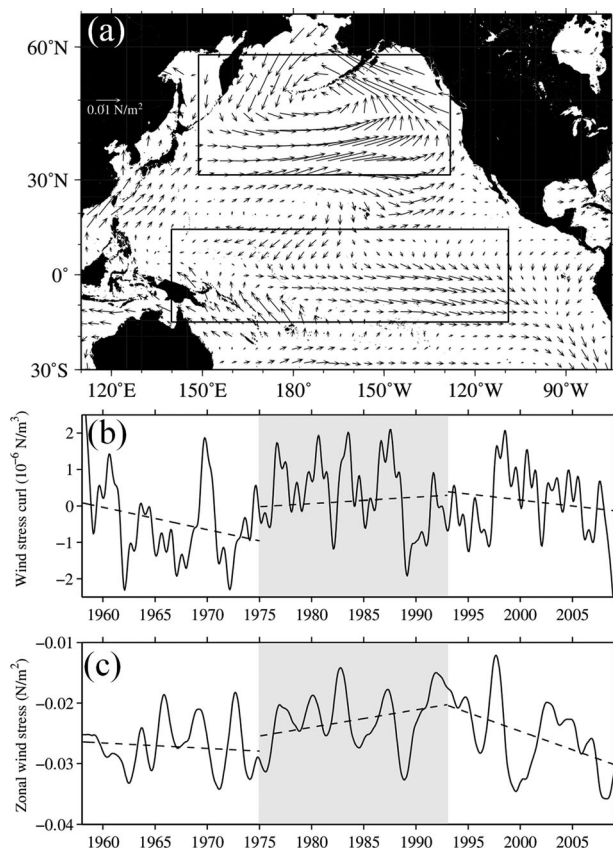 (a)
60°N
0.01 N/m²
30°N
0°
30°S
120°E 150°E 180° 150°W 120°W 90°W
(b)
Wind stress curl (10⁻⁶ N/m³)
2
1
0
−1
−2
1960 1965 1970 1975 1980 1985 1990 1995 2000 2005
(c)
Zonal wind stress (N/m²)
−0.01
−0.02
−0.03
−0.04
1960 1965 1970 1975 1980 1985 1990 1995 2000 2005